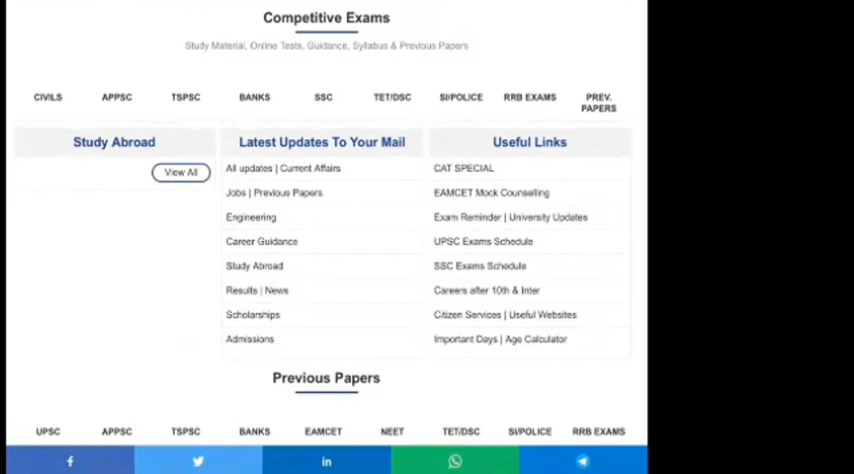 Competitive Exams
Study Material, Online Tests, Guidance, Syllabus & Previous Papers
CIVILS APPSC TSPSC BANKS SSC TET/DSC SI/POLICE RRB EXAMS PREV. PAPERS
Study Abroad
View All
Latest Updates To Your Mail
All updates | Current Affairs
Jobs | Previous Papers
Engineering
Career Guidance
Study Abroad
Results | News
Scholarships
Admissions
Useful Links
CAT SPECIAL
EAMCET Mock Counselling
Exam Reminder | University Updates
UPSC Exams Schedule
SSC Exams Schedule
Careers after 10th & Inter
Citizen Services | Useful Websites
Important Days | Age Calculator
Previous Papers
UPSC APPSC TSPSC BANKS EAMCET NEET TET/DSC SI/POLICE RRB EXAMS
f in